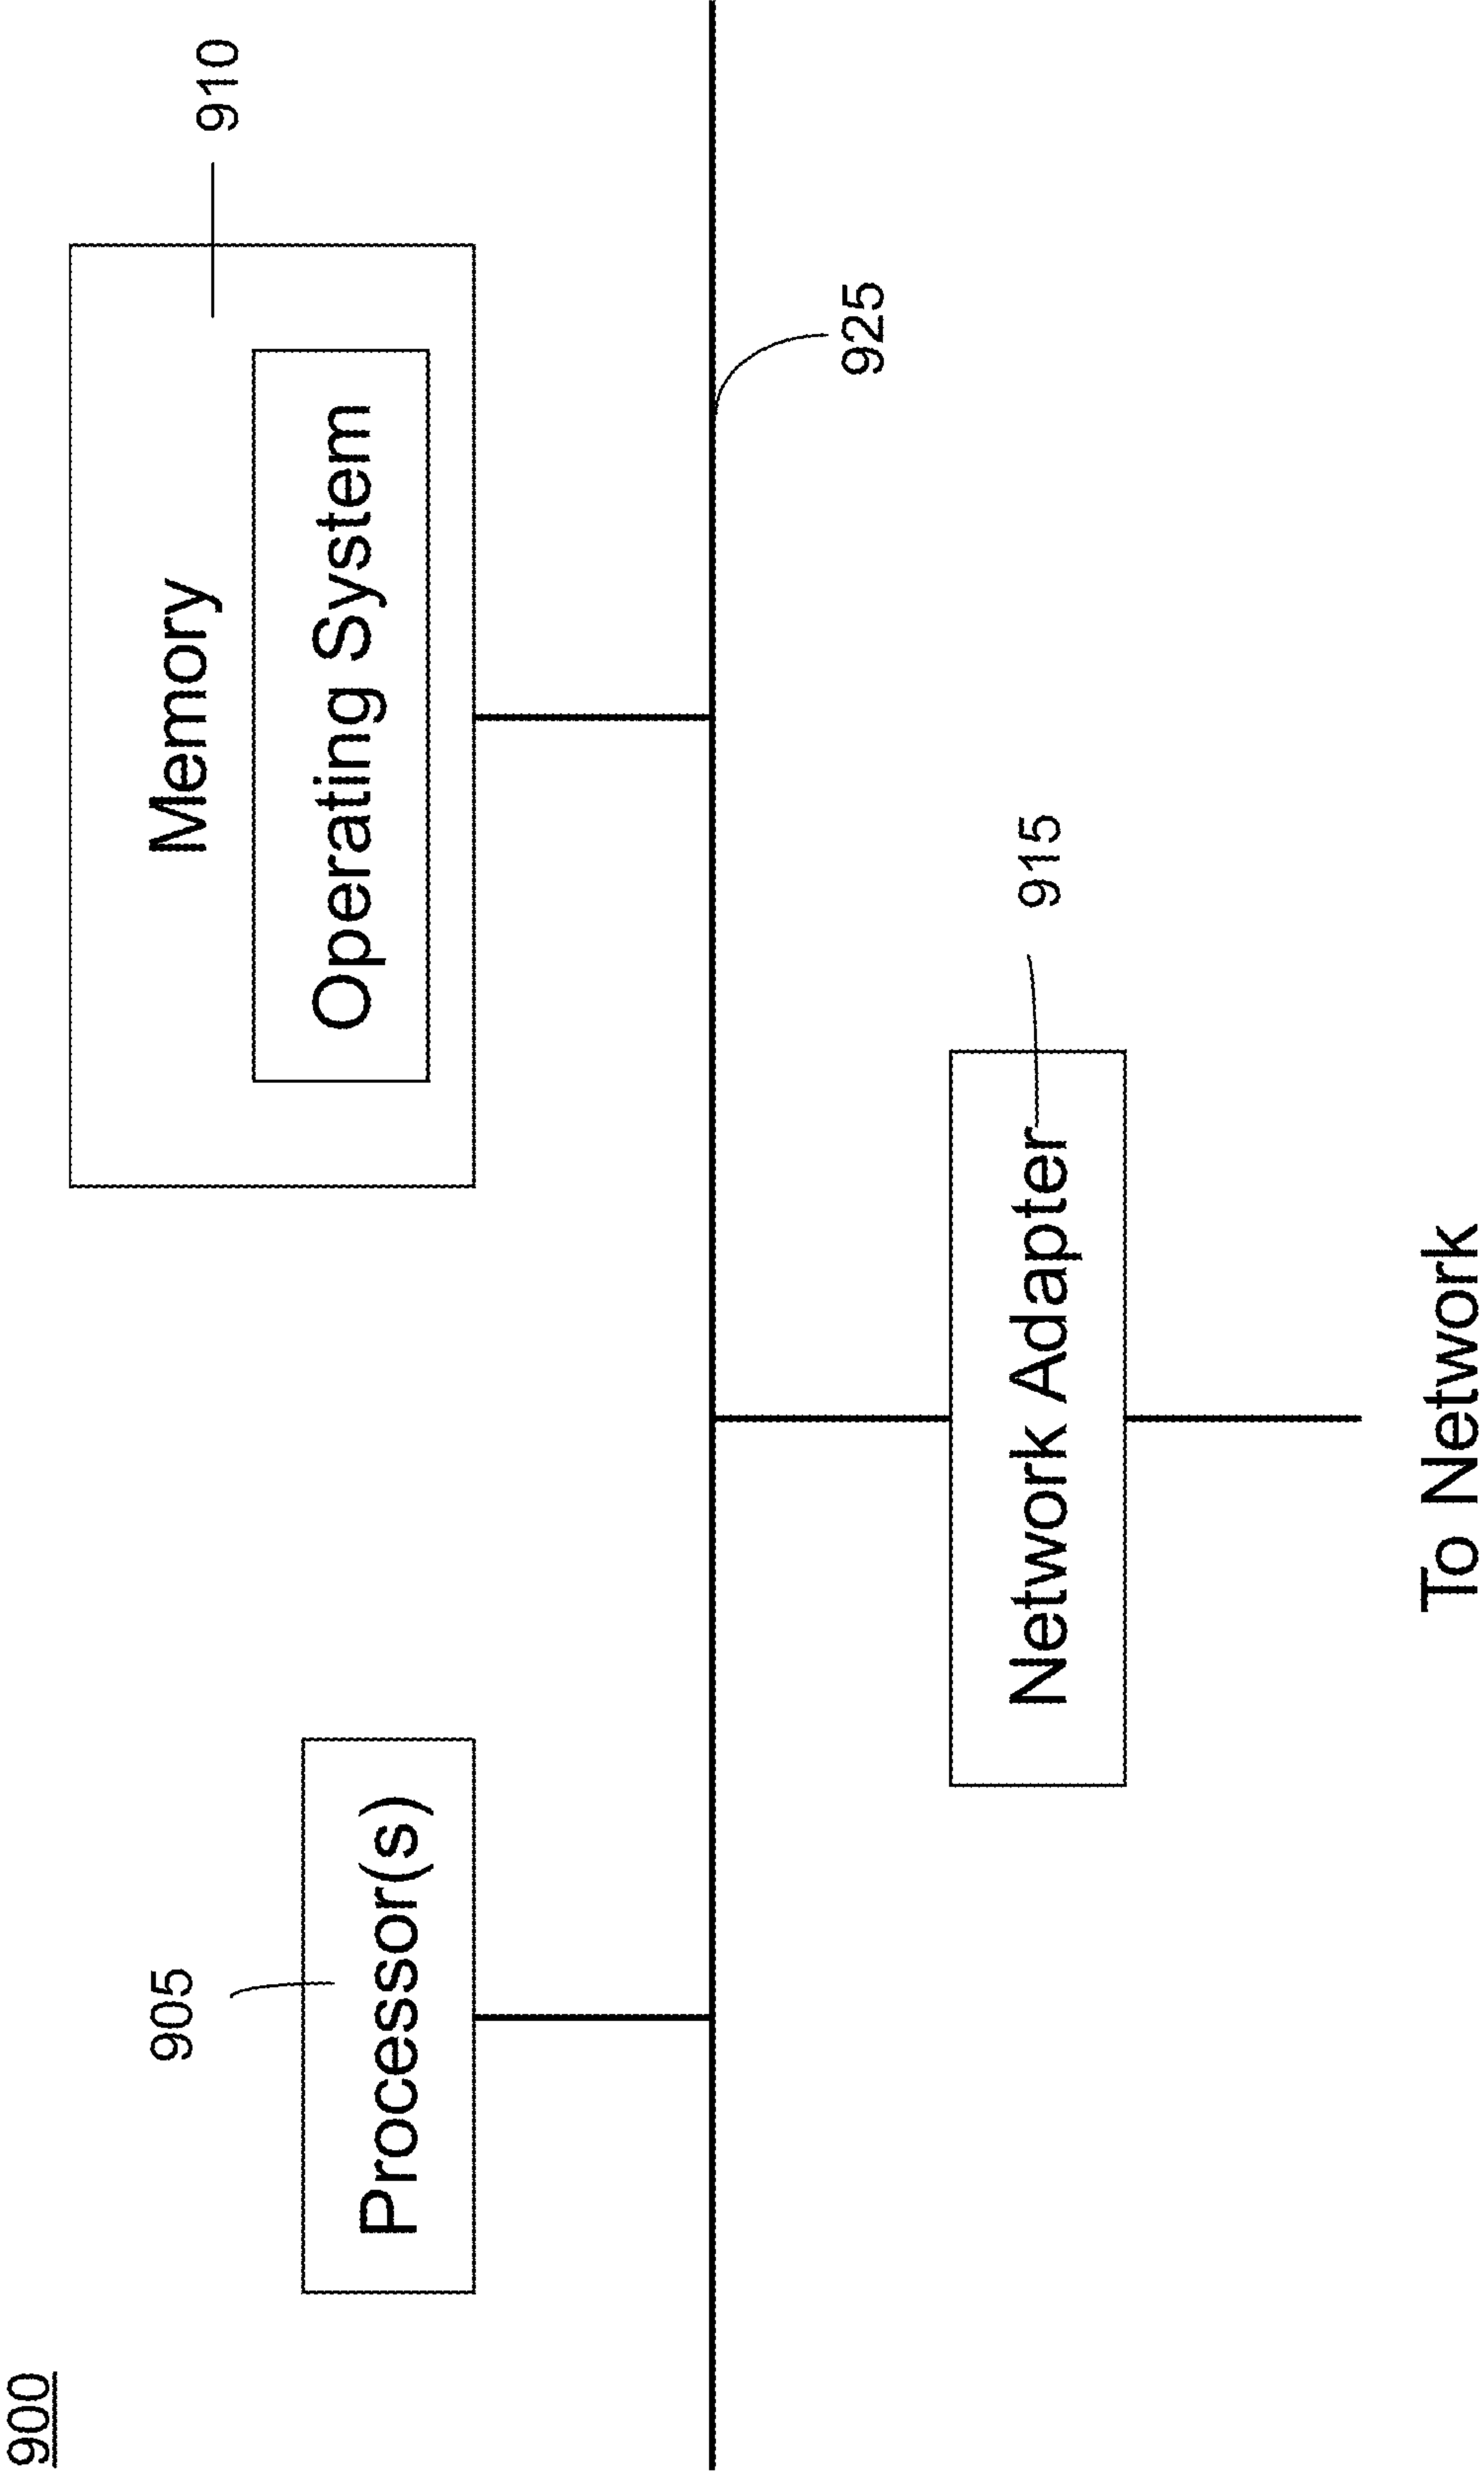 900
905
Processor(s)
910
Memory
Operating System
925
915
Network Adapter
To Network